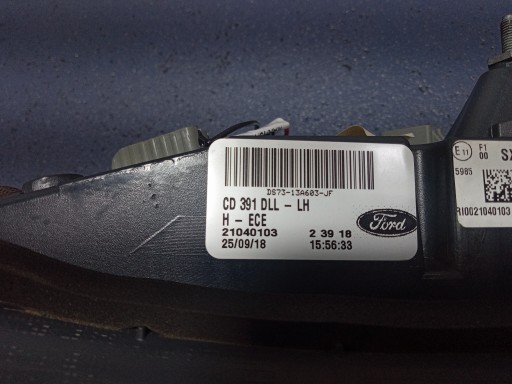 DS73-13A603-JF
CD 391 DLL - LH
H - ECE
21040103 2 39 18
25/09/18 15:56:33
Ford
E11 F1
00 SX
5985
RI0021040103